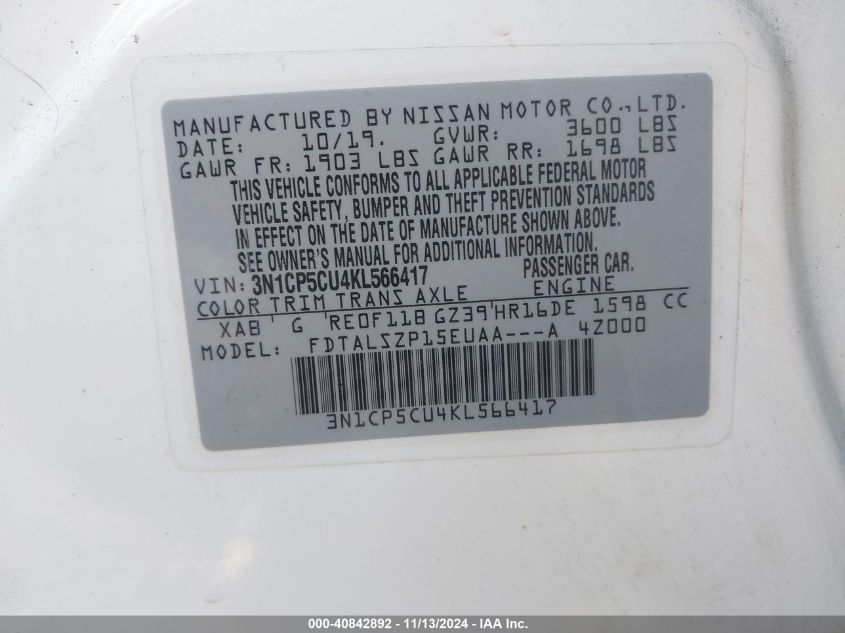 MANUFACTURED BY NISSAN MOTOR CO., LTD.
DATE: 10/19. GVWR: 3600 LBS
GAWR FR: 1903 LBS GAWR RR: 1698 LBS
THIS VEHICLE CONFORMS TO ALL APPLICABLE FEDERAL MOTOR
VEHICLE SAFETY, BUMPER AND THEFT PREVENTION STANDARDS
IN EFFECT ON THE DATE OF MANUFACTURE SHOWN ABOVE.
SEE OWNER'S MANUAL FOR ADDITIONAL INFORMATION.
VIN: 3N1CP5CU4KL566417 PASSENGER CAR.
COLOR TRIM TRANS AXLE ENGINE
XAB ' G 'RE0F11B GZ39'HR16DE 1598 CC
MODEL: FDTALSZP15EUAA---A 4Z000
3N1CP5CU4KL566417
000-40842892 - 11/13/2024 - IAA Inc.